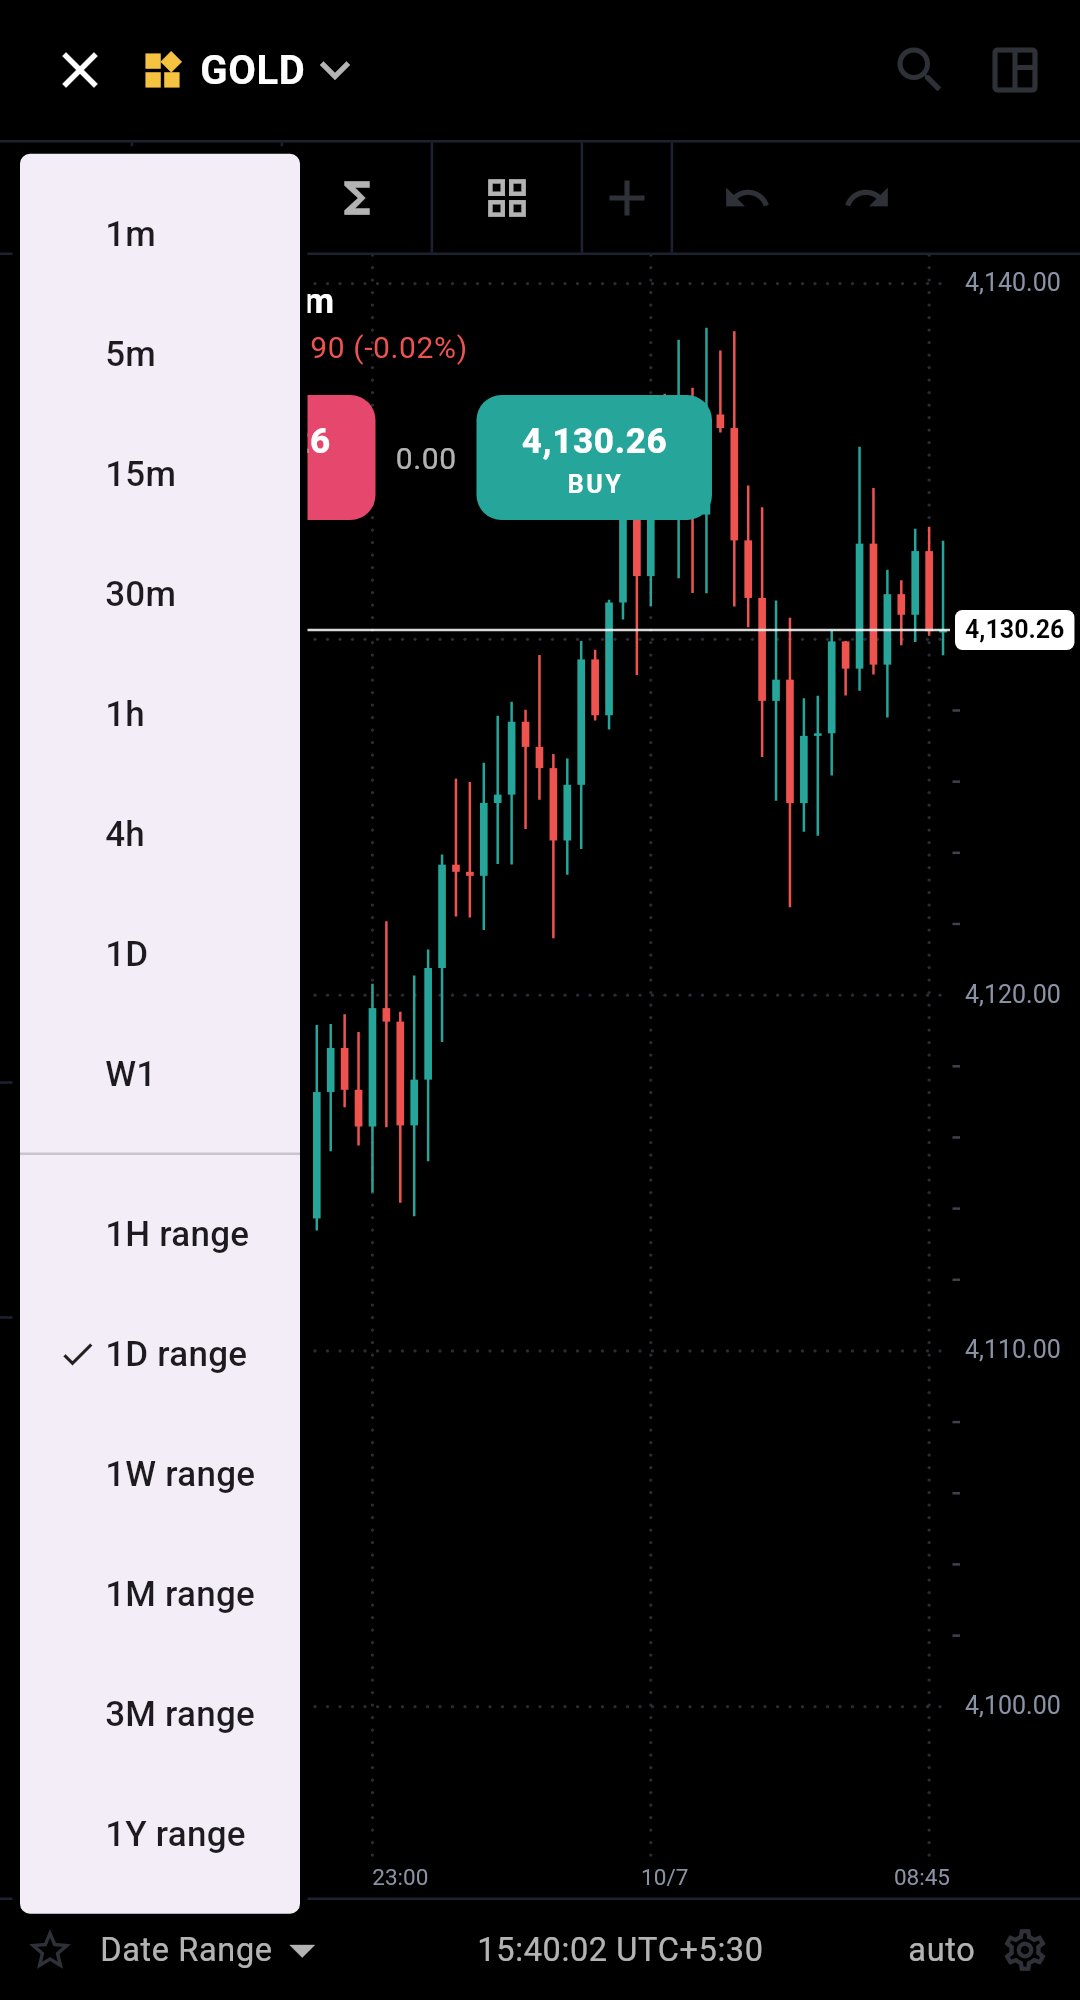 GOLD
1m
5m
15m
30m
1h
4h
1D
W1
1H range
1D range
1W range
1M range
3M range
1Y range
m
90 (-0.02%)
6
0.00
4,130.26
BUY
4,140.00
4,130.26
4,120.00
4,110.00
4,100.00
23:00
10/7
08:45
Date Range
15:40:02 UTC+5:30
auto